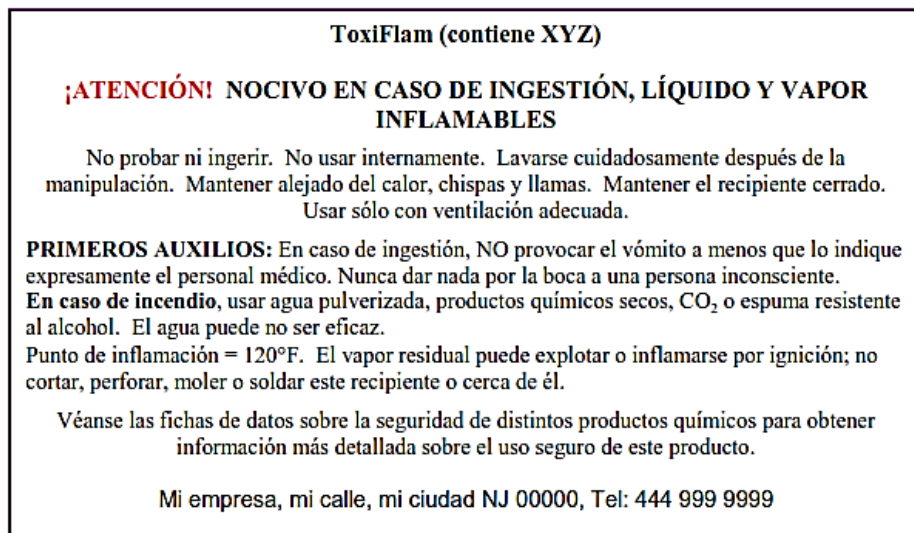 ToxiFlam (contiene XYZ)
¡ATENCIÓN! NOCIVO EN CASO DE INGESTIÓN, LÍQUIDO Y VAPOR
INFLAMABLES
No probar ni ingerir. No usar internamente. Lavarse cuidadosamente después de la
manipulación. Mantener alejado del calor, chispas y llamas. Mantener el recipiente cerrado.
Usar sólo con ventilación adecuada.
PRIMEROS AUXILIOS: En caso de ingestión, NO provocar el vómito a menos que lo indique
expresamente el personal médico. Nunca dar nada por la boca a una persona inconsciente.
En caso de incendio, usar agua pulverizada, productos químicos secos, CO₂ o espuma resistente
al alcohol. El agua puede no ser eficaz.
Punto de inflamación = 120°F. El vapor residual puede explotar o inflamarse por ignición; no
cortar, perforar, moler o soldar este recipiente o cerca de él.
Véanse las fichas de datos sobre la seguridad de distintos productos químicos para obtener
información más detallada sobre el uso seguro de este producto.
Mi empresa, mi calle, mi ciudad NJ 00000, Tel: 444 999 9999